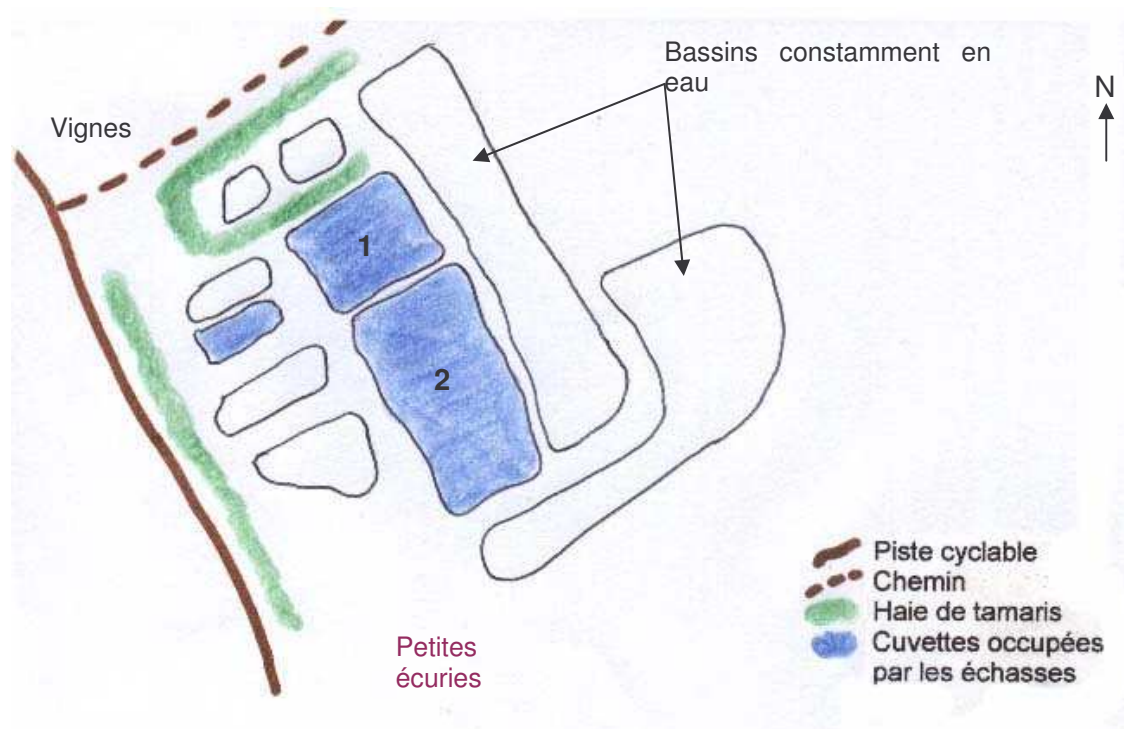 Bassins constamment en
eau
N
Vignes
1
2
Piste cyclable
Chemin
Haie de tamaris
Cuvettes occupées
par les échasses
Petites
écuries